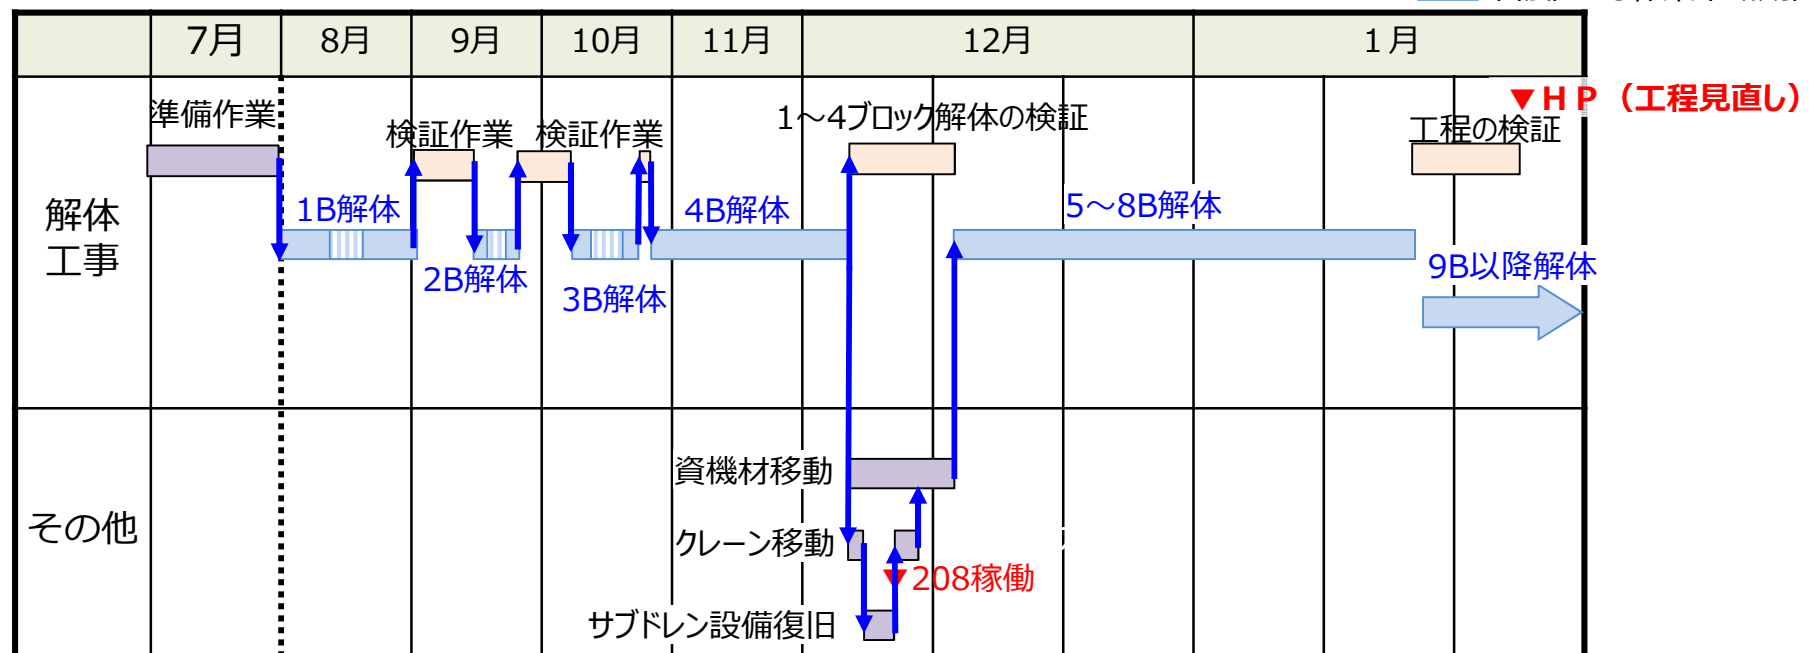 7月 8月 9月 10月 11月 12月 1月
▼HP（工程見直し）
準備作業
検証作業 検証作業
1～4ブロック解体の検証
工程の検証
解体
工事
1B解体
2B解体
3B解体
4B解体
5～8B解体
9B以降解体
その他
資機材移動
クレーン移動
▼208稼働
サブドレン設備復旧